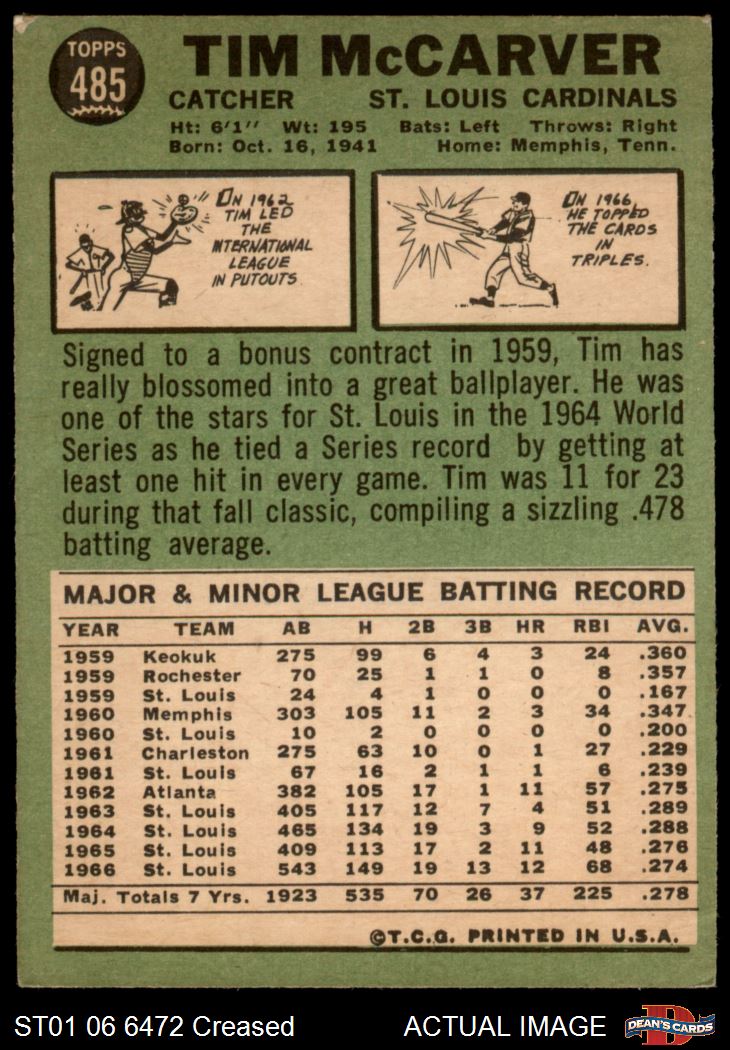 TOPPS
485
TIM McCARVER
CATCHER ST. LOUIS CARDINALS
Ht: 6'1" Wt: 195 Bats: Left Throws: Right
Born: Oct. 16, 1941 Home: Memphis, Tenn.
IN 1962
TIM LED
THE
INTERNATIONAL
LEAGUE
IN PUTOUTS
IN 1966
HE TOPPED
THE CARDS
IN
TRIPLES.
Signed to a bonus contract in 1959, Tim has
really blossomed into a great ballplayer. He was
one of the stars for St. Louis in the 1964 World
Series as he tied a Series record by getting at
least one hit in every game. Tim was 11 for 23
during that fall classic, compiling a sizzling .478
batting average.
MAJOR & MINOR LEAGUE BATTING RECORD
YEAR TEAM AB H 2B 3B HR RBI AVG.
1959 Keokuk 275 99 6 4 3 24 .360
1959 Rochester 70 25 1 1 0 8 .357
1959 St. Louis 24 4 1 0 0 0 .167
1960 Memphis 303 105 11 2 3 34 .347
1960 St. Louis 10 2 0 0 0 0 .200
1961 Charleston 275 63 10 0 1 27 .229
1961 St. Louis 67 16 2 1 1 6 .239
1962 Atlanta 382 105 17 1 11 57 .275
1963 St. Louis 405 117 12 7 4 51 .289
1964 St. Louis 465 134 19 3 9 52 .288
1965 St. Louis 409 113 17 2 11 48 .276
1966 St. Louis 543 149 19 13 12 68 .274
Maj. Totals 7 Yrs. 1923 535 70 26 37 225 .278
©T.C.G. PRINTED IN U.S.A.
ST01 06 6472 Creased ACTUAL IMAGE
D
DEAN'S CARDS